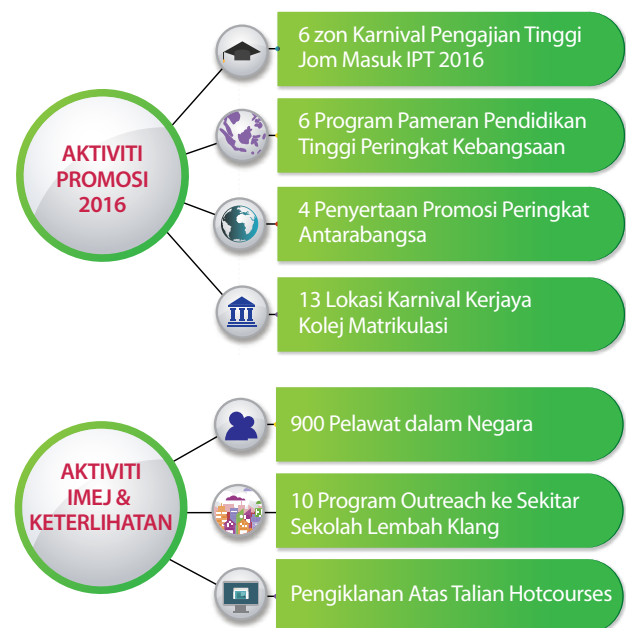 AKTIVITI
PROMOSI
2016
6 zon Karnival Pengajian Tinggi
Jom Masuk IPT 2016
6 Program Pameran Pendidikan
Tinggi Peringkat Kebangsaan
4 Penyertaan Promosi Peringkat
Antarabangsa
13 Lokasi Karnival Kerjaya
Kolej Matrikulasi
AKTIVITI
IMEJ &
KETERLIHATAN
900 Pelawat dalam Negara
10 Program Outreach ke Sekitar
Sekolah Lembah Klang
Pengiklanan Atas Talian Hotcourses